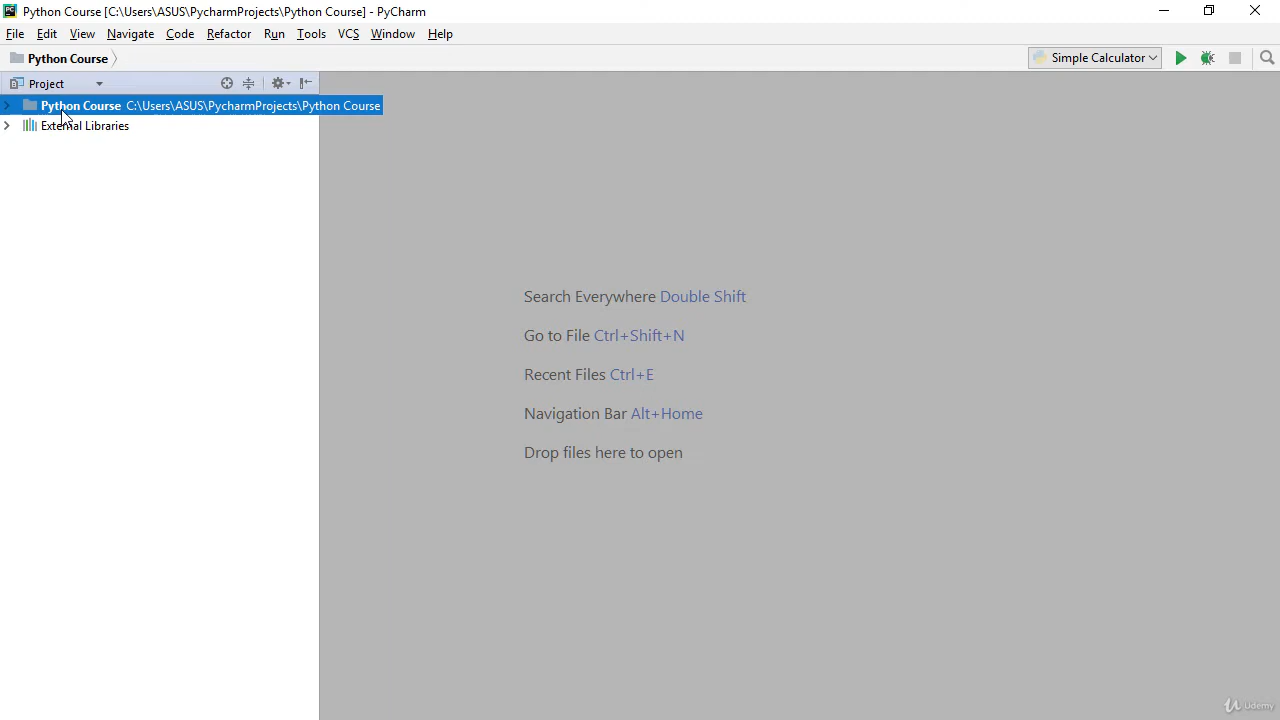 PC Python Course [C:\Users\ASUS\PycharmProjects\Python Course] - PyCharm
File Edit View Navigate Code Refactor Run Tools VCS Window Help
Python Course Simple Calculator
Project
Python Course C:\Users\ASUS\PycharmProjects\Python Course
External Libraries
Search Everywhere Double Shift
Go to File Ctrl+Shift+N
Recent Files Ctrl+E
Navigation Bar Alt+Home
Drop files here to open
Udemy